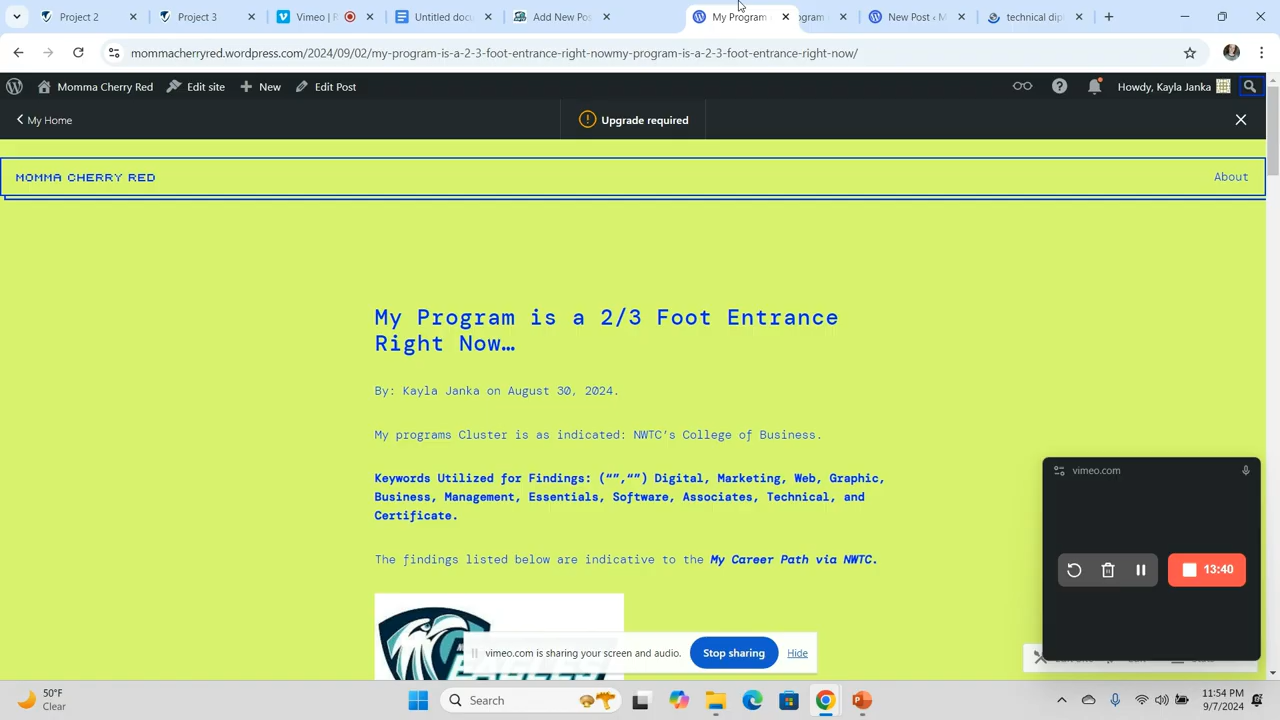 Project 2
Project 3
Vimeo |
Untitled docu
Add New Pos
My Program
ogram
New Post ‹ M
technical dip
mommacherryred.wordpress.com/2024/09/02/my-program-is-a-2-3-foot-entrance-right-nowmy-program-is-a-2-3-foot-entrance-right-now/
Momma Cherry Red
Edit site
New
Edit Post
Howdy, Kayla Janka
My Home
Upgrade required
MOMMA CHERRY RED
About
My Program is a 2/3 Foot Entrance
Right Now…
By: Kayla Janka on August 30, 2024.
My programs Cluster is as indicated: NWTC’s College of Business.
Keywords Utilized for Findings: (“”,“”) Digital, Marketing, Web, Graphic,
Business, Management, Essentials, Software, Associates, Technical, and
Certificate.
The findings listed below are indicative to the My Career Path via NWTC.
vimeo.com
13:40
vimeo.com is sharing your screen and audio.
Stop sharing
Hide
50°F
Clear
Search
11:54 PM
9/7/2024